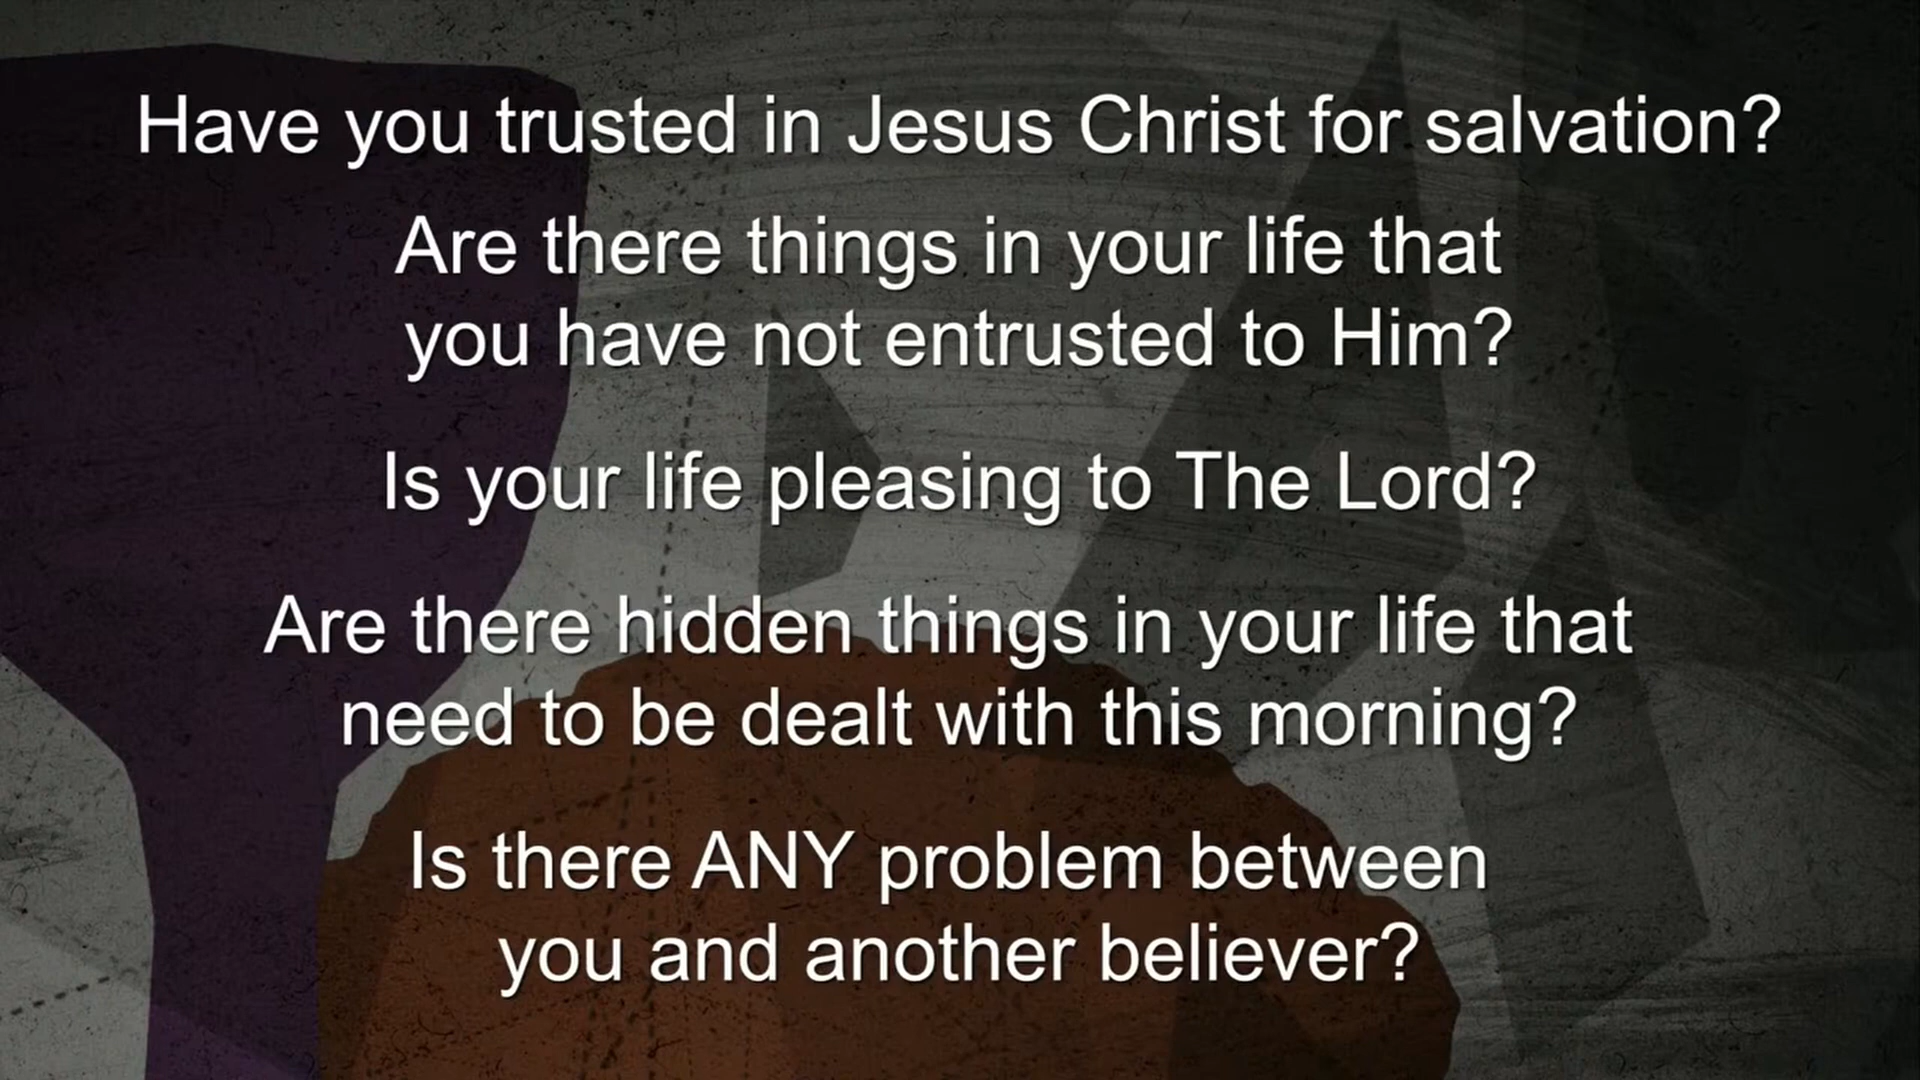 Have you trusted in Jesus Christ for salvation?
Are there things in your life that
you have not entrusted to Him?
Is your life pleasing to The Lord?
Are there hidden things in your life that
need to be dealt with this morning?
Is there ANY problem between
you and another believer?